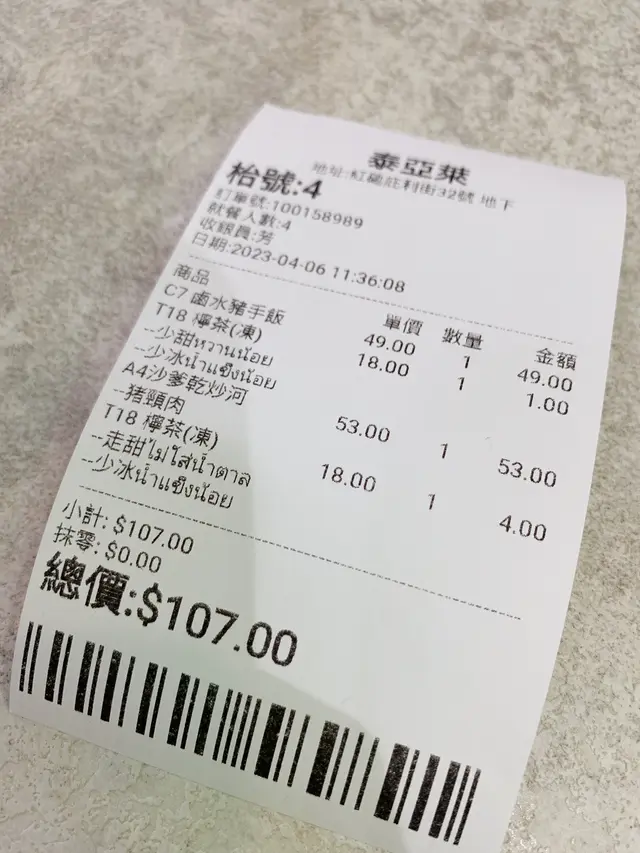 泰亞萊
地址:紅磡庇利街32號 地下
枱號:4
訂單號:100158989
就餐人數:4
收銀員:芳
日期:2023-04-06 11:36:08
商品 單價 數量 金額
C7 鹵水豬手飯 49.00 1 49.00
T18 檸茶(凍) 18.00 1 1.00
--少甜หวานน้อย
--少冰น้ำแข็งน้อย
A4沙爹乾炒河 53.00 1 53.00
--猪頸肉
T18 檸茶(凍) 18.00 1 4.00
--走甜ไม่ใส่น้ำตาล
--少冰น้ำแข็งน้อย
小計: $107.00
抹零: $0.00
總價:$107.00